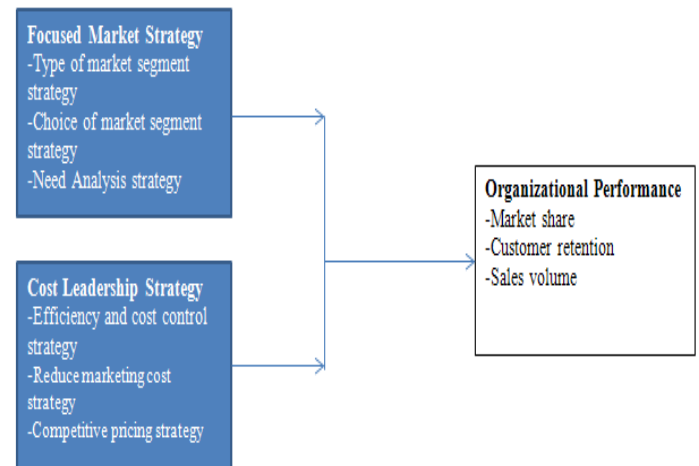 Focused Market Strategy
-Type of market segment
strategy
-Choice of market segment
strategy
-Need Analysis strategy
Organizational Performance
-Market share
-Customer retention
-Sales volume
Cost Leadership Strategy
-Efficiency and cost control
strategy
-Reduce marketing cost
strategy
-Competitive pricing strategy